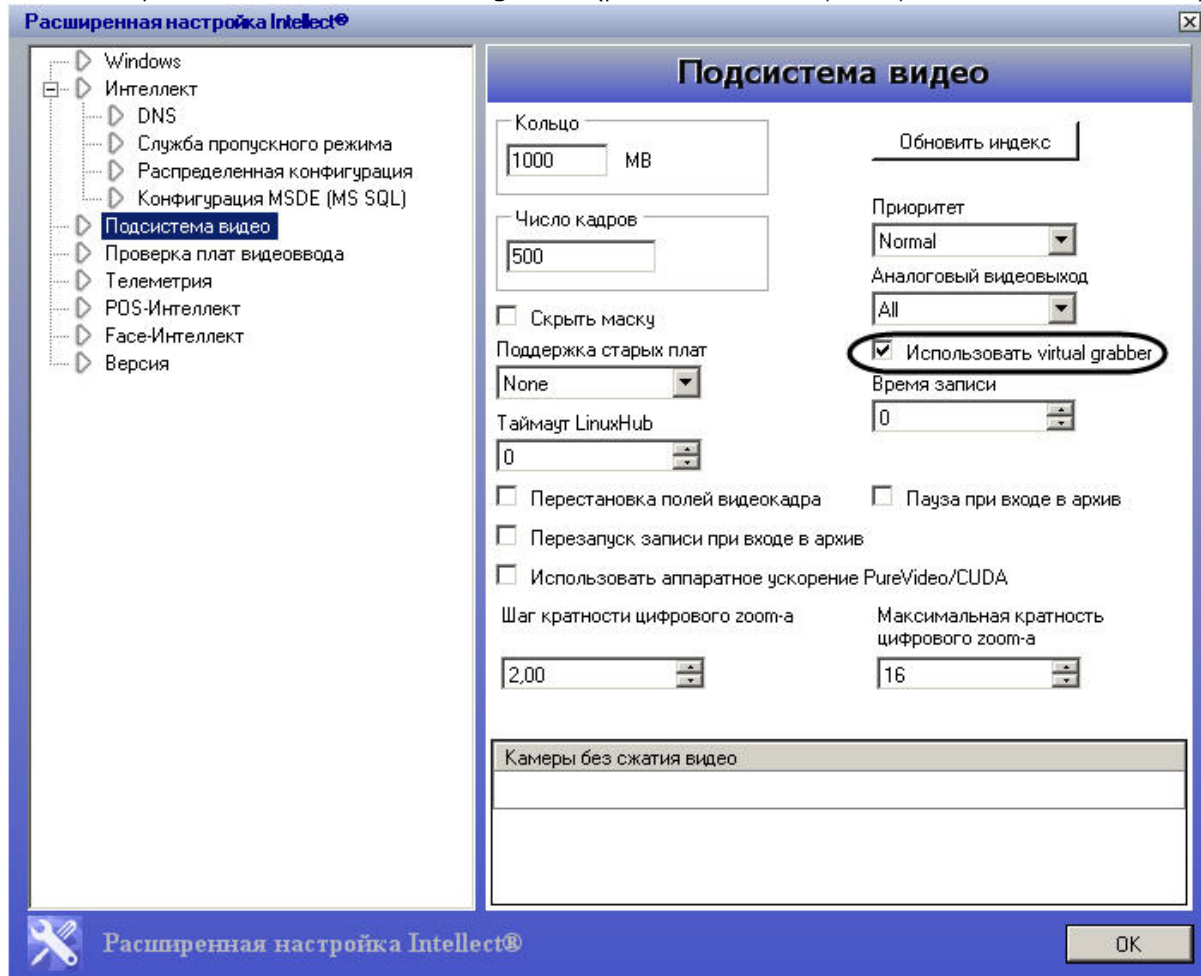 Расширенная настройка Intellect®
Windows
Интеллект
DNS
Служба пропускного режима
Распределенная конфигурация
Конфигурация MSDE (MS SQL)
Подсистема видео
Проверка плат видеоввода
Телеметрия
POS-Интеллект
Face-Интеллект
Версия
Подсистема видео
Кольцо
1000 MB
Обновить индекс
Число кадров
500
Приоритет
Normal
Аналоговый видеовыход
All
Скрыть маску
Использовать virtual grabber
Поддержка старых плат
None
Время записи
0
Таймаут LinuxHub
0
Перестановка полей видеокадра
Пауза при входе в архив
Перезапуск записи при входе в архив
Использовать аппаратное ускорение PureVideo/CUDA
Шаг кратности цифрового zoom-а
2,00
Максимальная кратность
цифрового zoom-а
16
Камеры без сжатия видео
Расширенная настройка Intellect®
OK